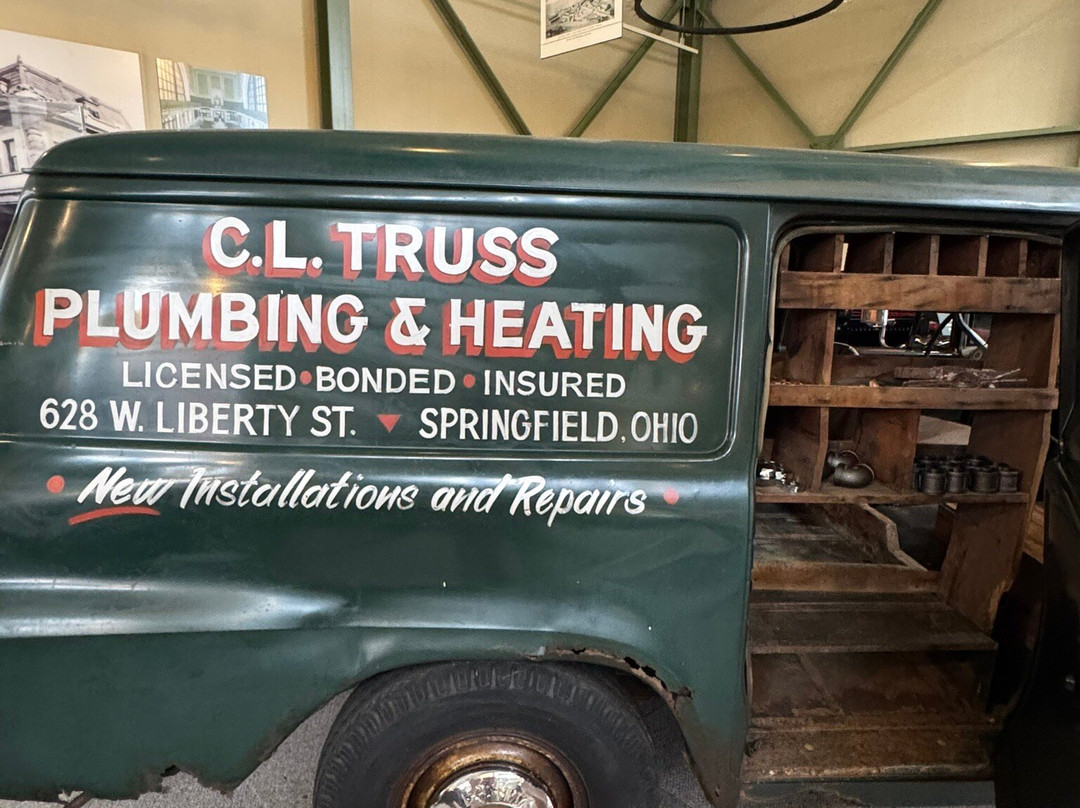 C.L. TRUSS
PLUMBING & HEATING
LICENSED • BONDED • INSURED
628 W. LIBERTY ST. ▼ SPRINGFIELD, OHIO
• New Installations and Repairs •